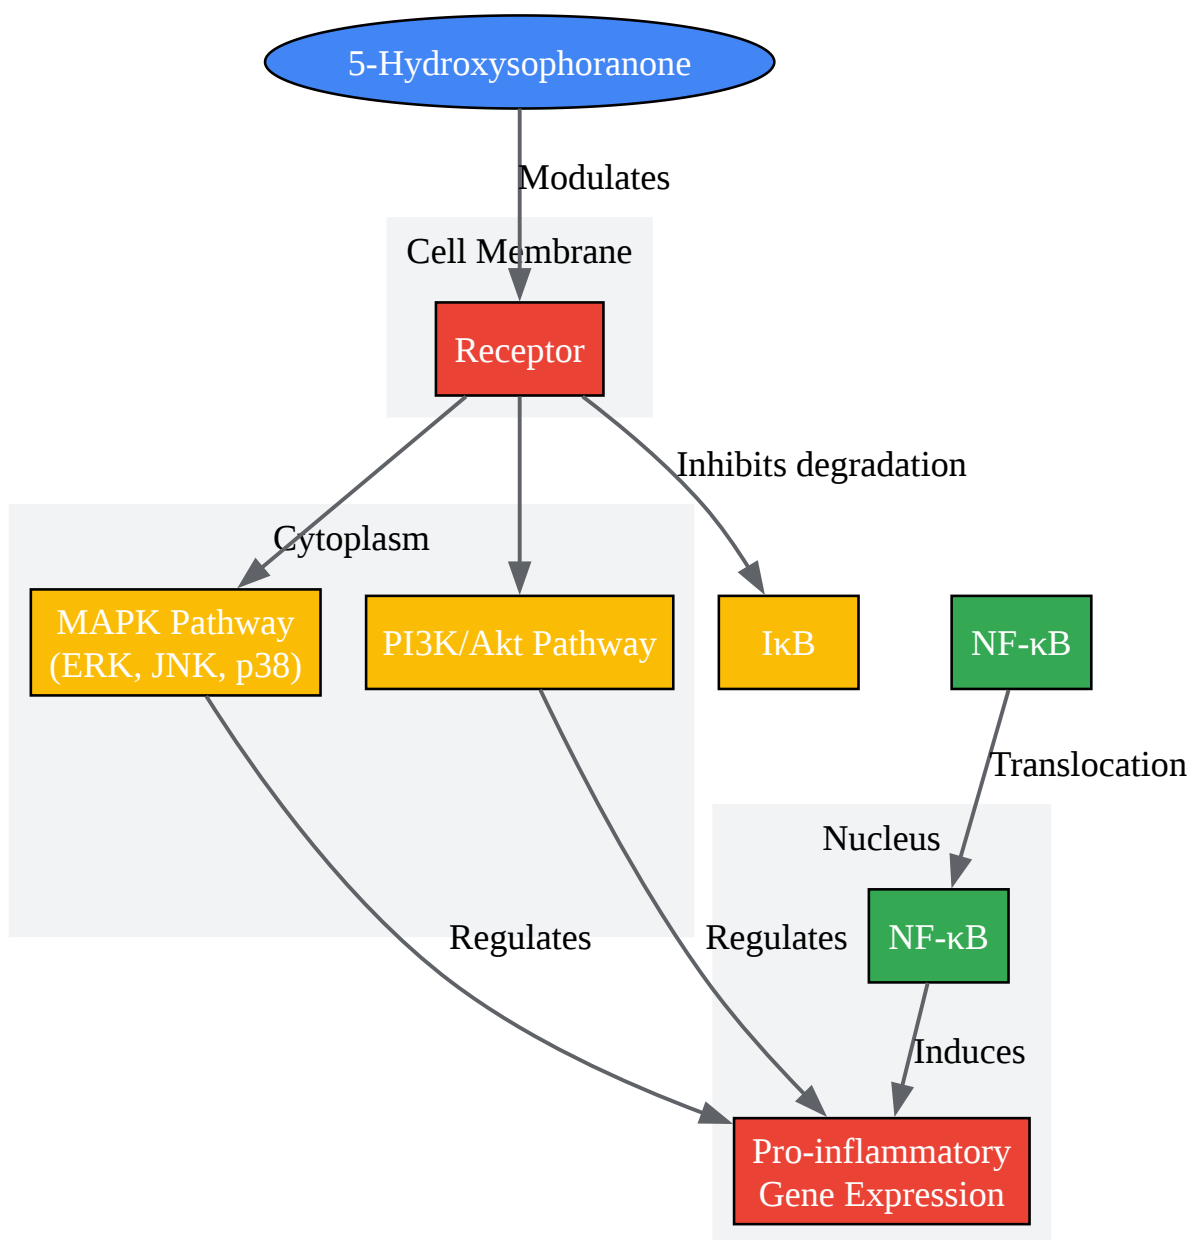 5-Hydroxysophoranone
Modulates
Cell Membrane
Receptor
Inhibits degradation
Cytoplasm
MAPK Pathway
(ERK, JNK, p38)
PI3K/Akt Pathway
IκB
NF-κB
Translocation
Nucleus
Regulates
Regulates
NF-κB
Induces
Pro-inflammatory
Gene Expression